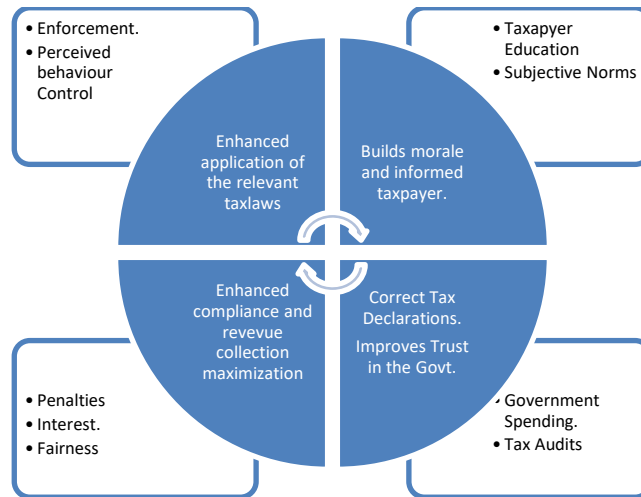 • Enforcement.
• Perceived
behaviour
Control
• Taxapyer
Education
• Subjective Norms
Enhanced
application of
the relevant
taxlaws
Builds morale
and informed
taxpayer.
Enhanced
compliance and
revevue
collection
maximization
Correct Tax
Declarations.
Improves Trust
in the Govt.
• Penalties
• Interest.
• Fairness
• Government
Spending.
• Tax Audits